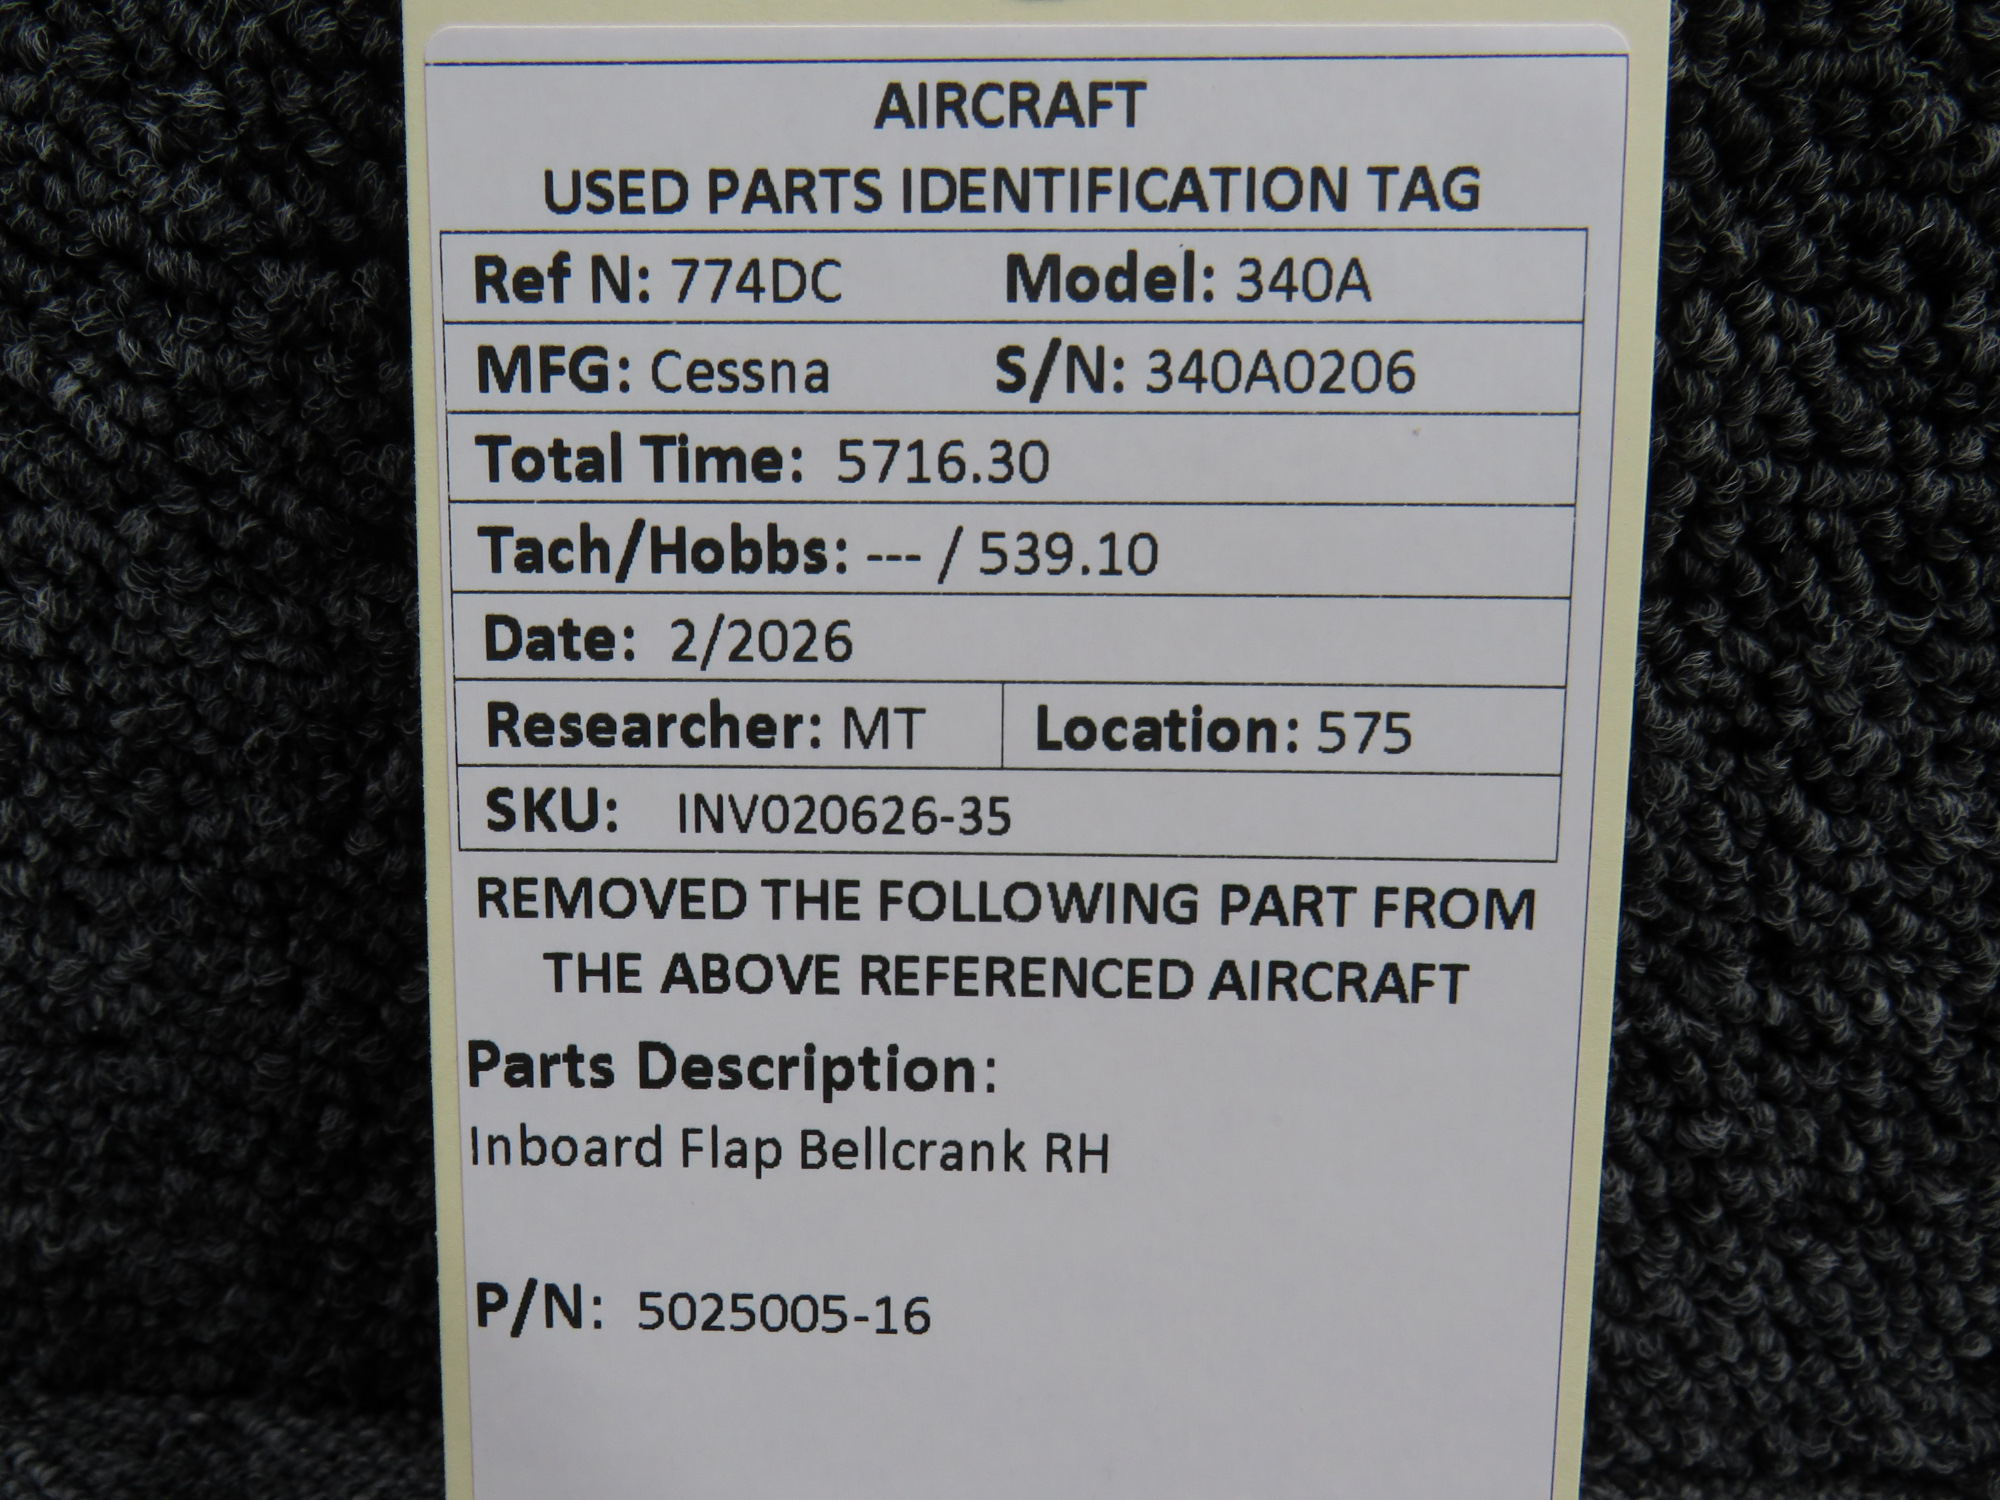 AIRCRAFT
USED PARTS IDENTIFICATION TAG
Ref N: 774DC Model: 340A
MFG: Cessna S/N: 340A0206
Total Time: 5716.30
Tach/Hobbs: --- / 539.10
Date: 2/2026
Researcher: MT Location: 575
SKU: INV020626-35
REMOVED THE FOLLOWING PART FROM
THE ABOVE REFERENCED AIRCRAFT
Parts Description:
Inboard Flap Bellcrank RH
P/N: 5025005-16